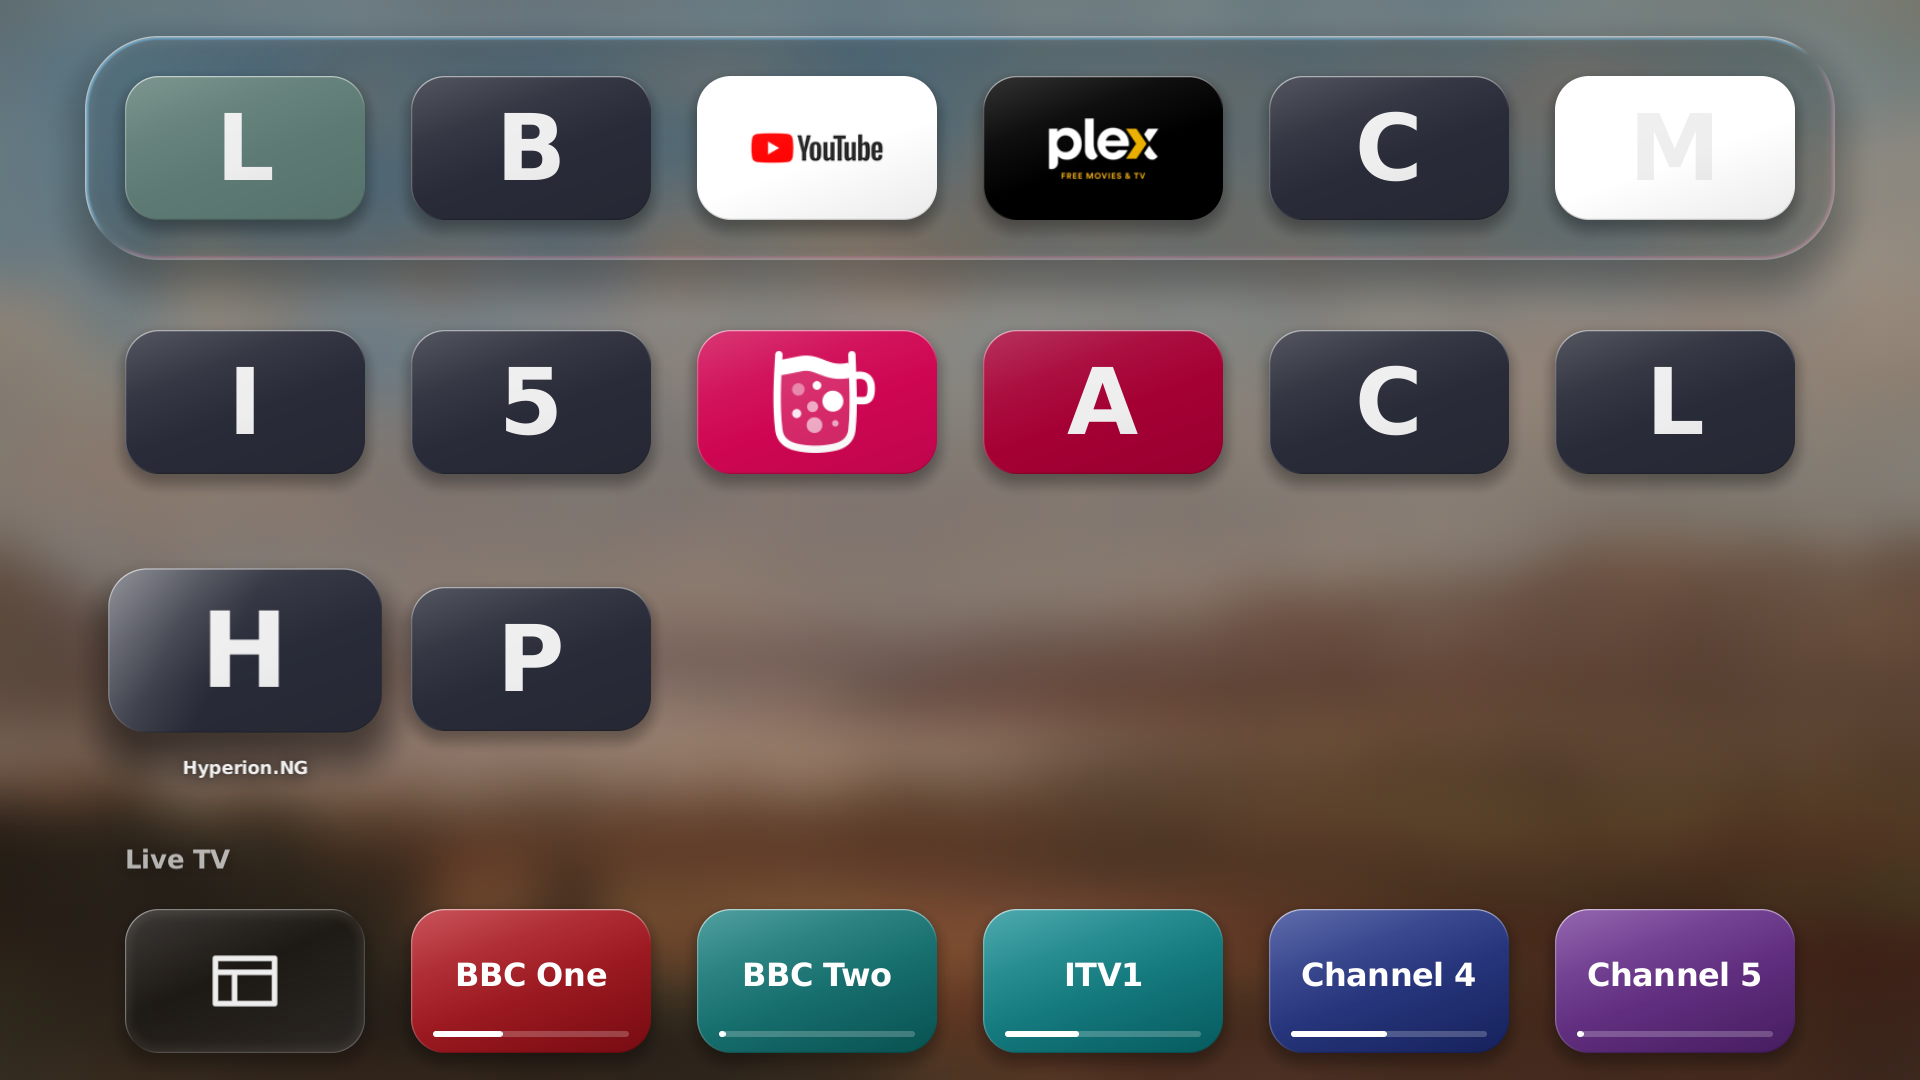 L B YouTube plex C M
FREE MOVIES & TV
I 5 A C L
H P
Hyperion.NG
Live TV
BBC One BBC Two ITV1 Channel 4 Channel 5